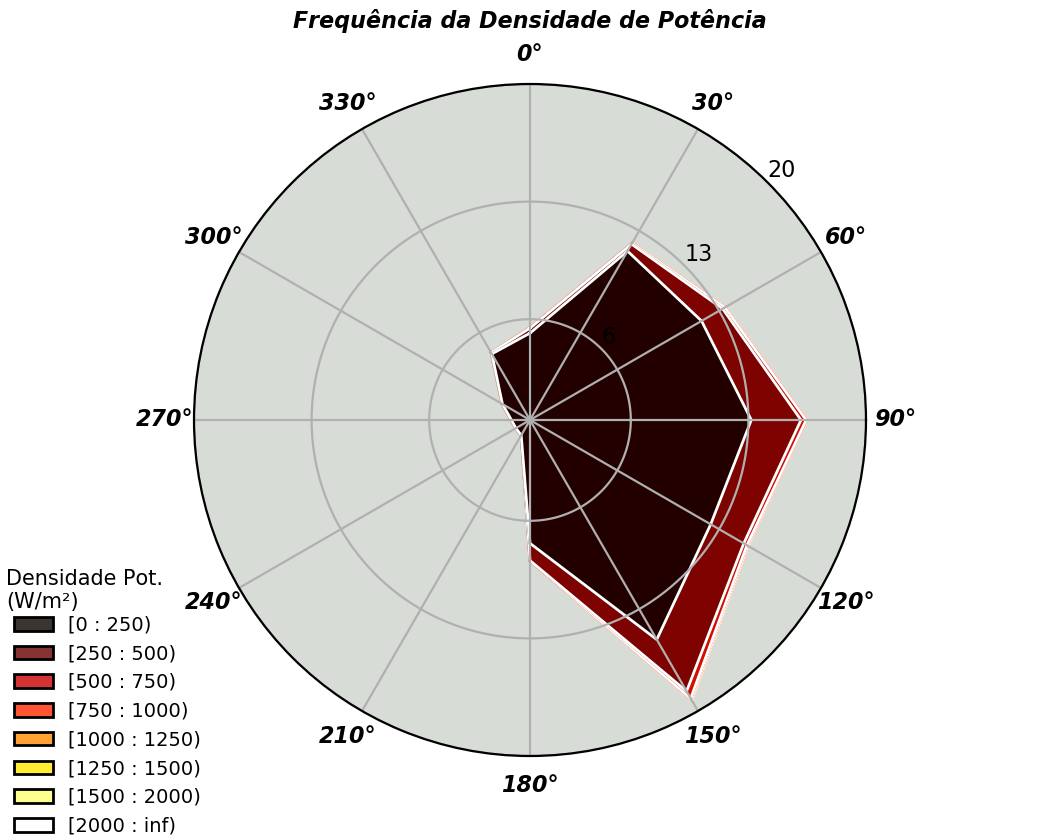 Frequência da Densidade de Potência
0°
330°
30°
20
300°
60°
13
6
270°
90°
240°
120°
210°
150°
180°
Densidade Pot.
(W/m²)
[0 : 250)
[250 : 500)
[500 : 750)
[750 : 1000)
[1000 : 1250)
[1250 : 1500)
[1500 : 2000)
[2000 : inf)